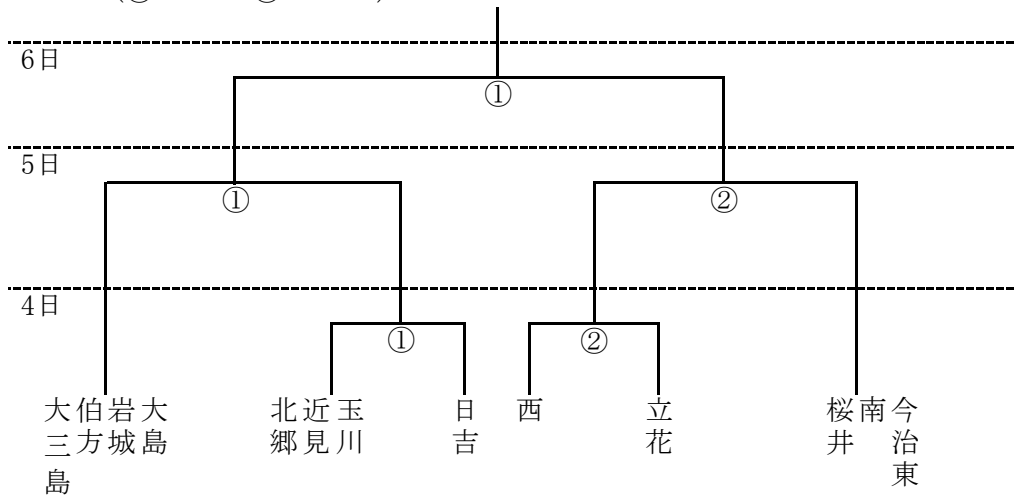 6日
①
5日
① ②
4日
① ②
大三島 伯方 岩城 大島
北郷 近見 玉川
日吉
西
立花
桜井 南 今治東